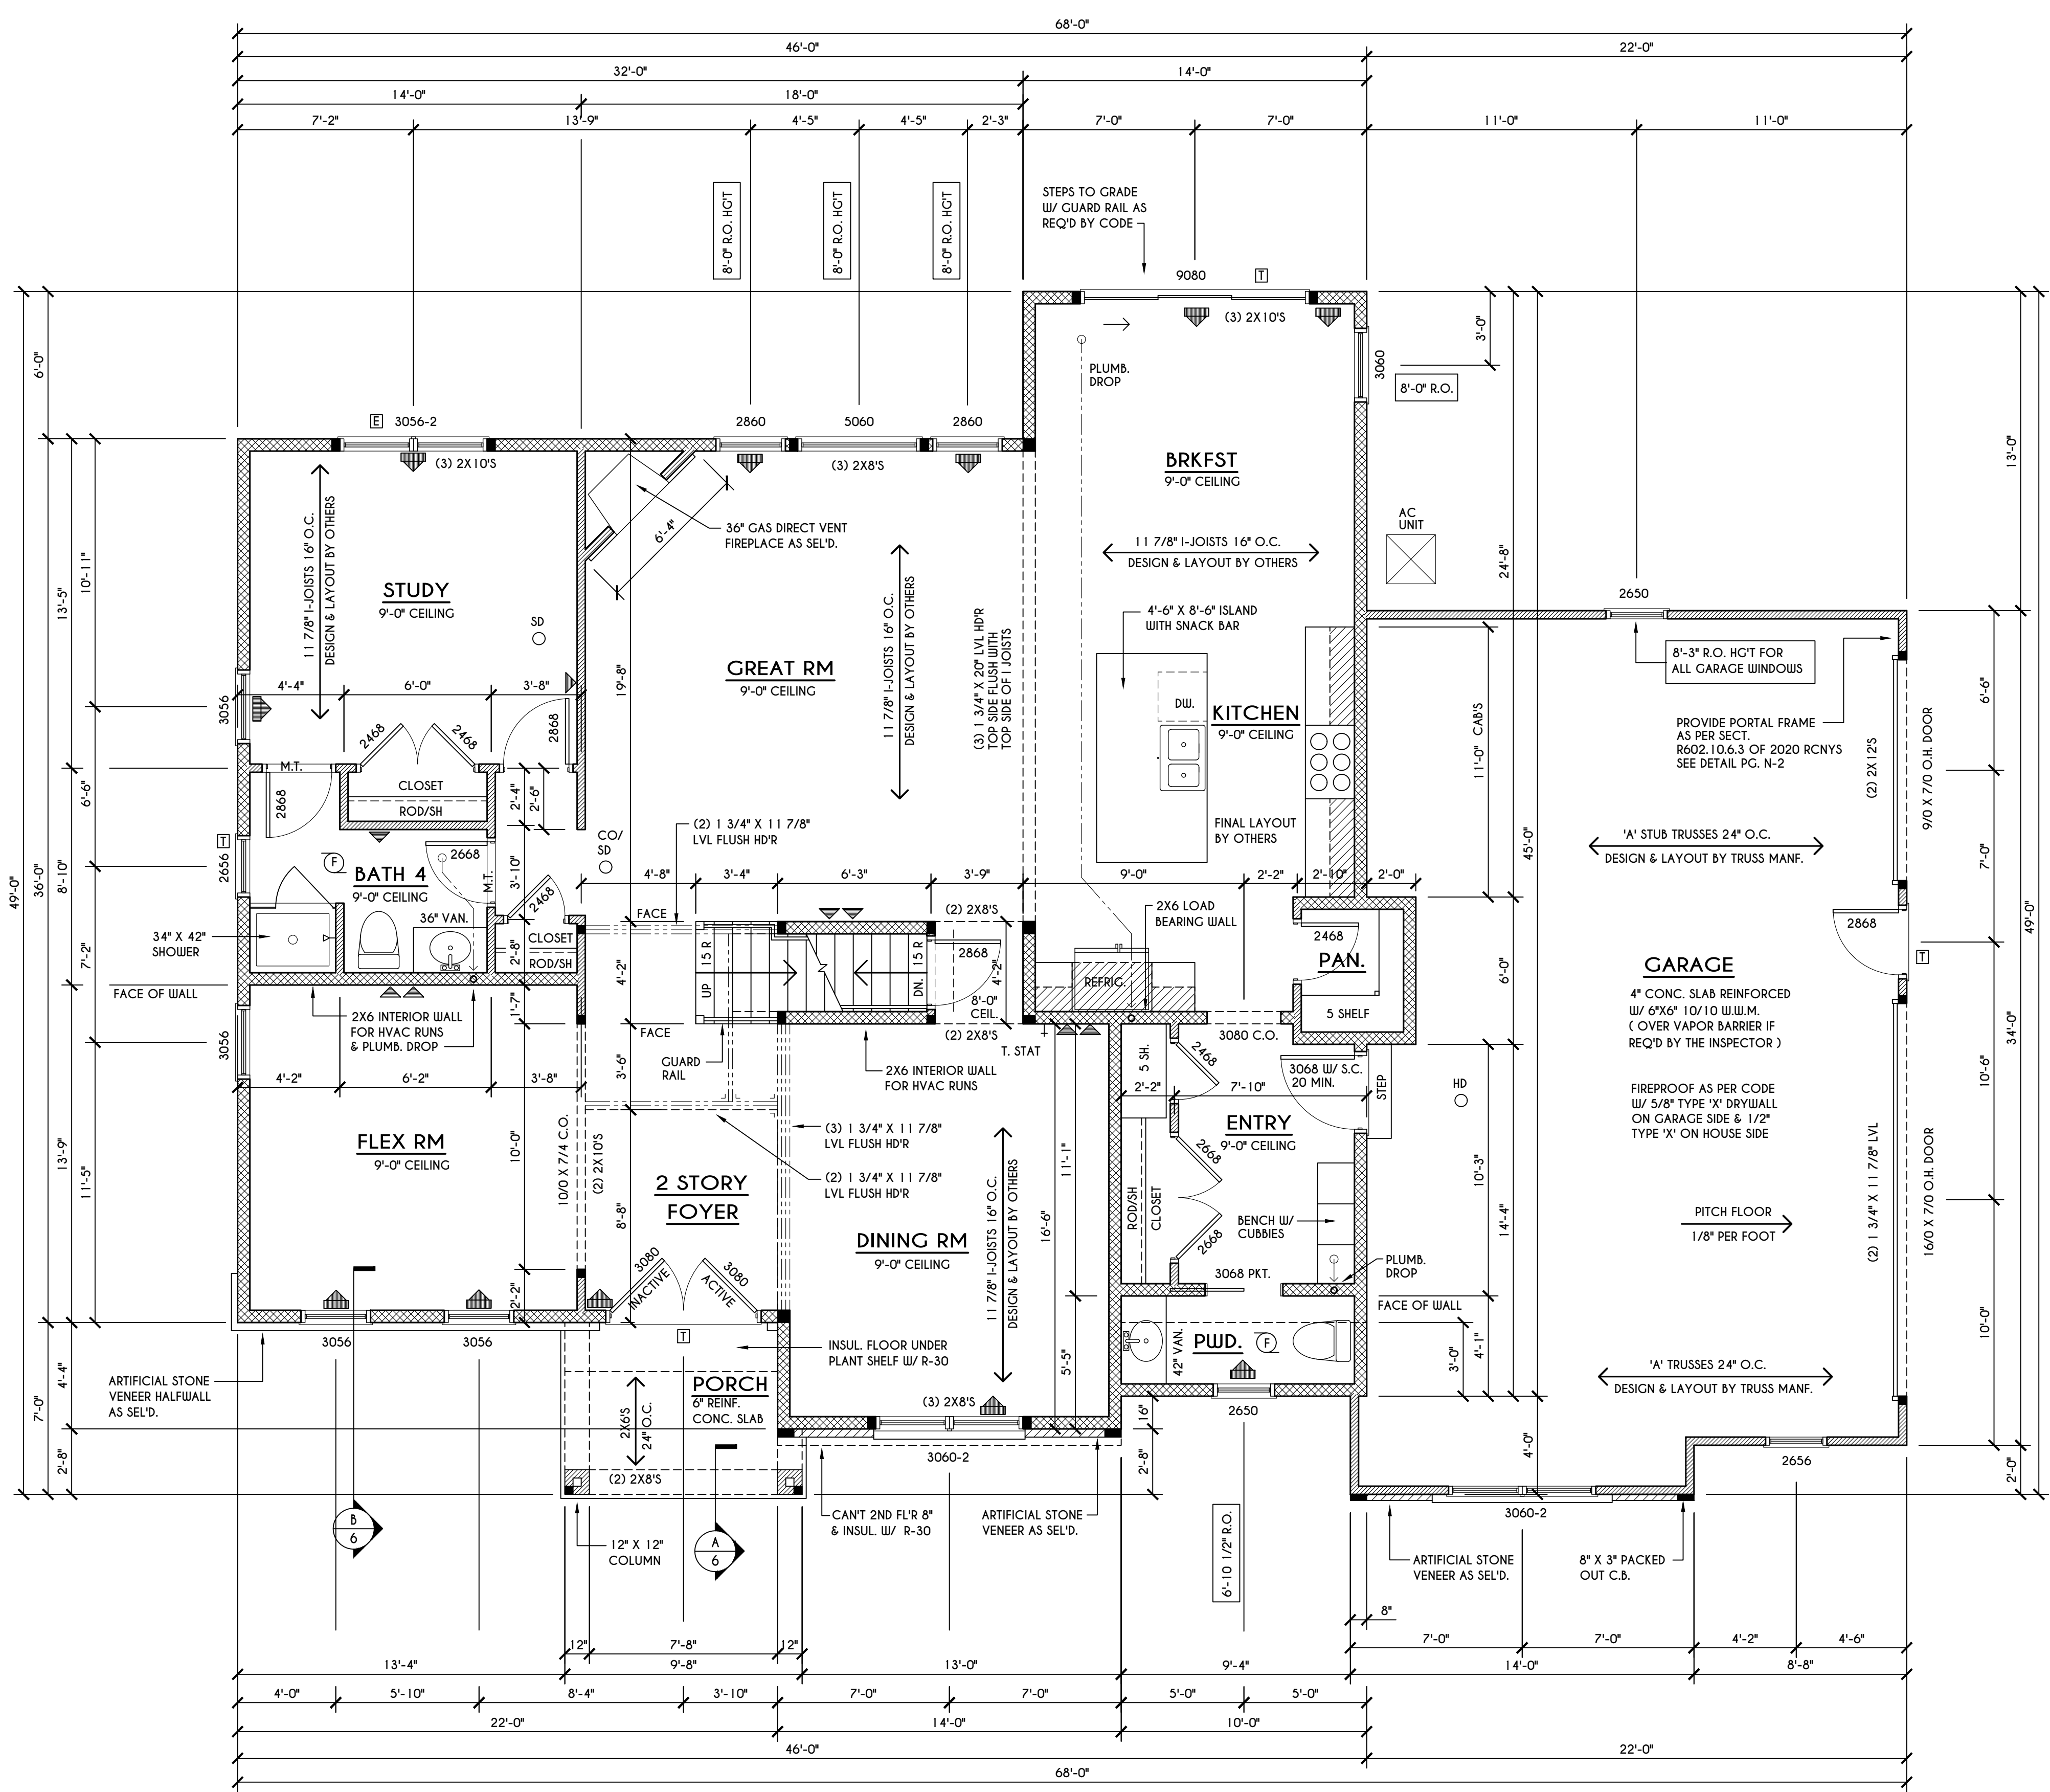 68'-0"
46'-0"
22'-0"
32'-0"
14'-0"
14'-0"
18'-0"
7'-2"
13'-9"
4'-5"
4'-5"
2'-3"
7'-0"
7'-0"
11'-0"
11'-0"
8'-0" R.O. HG'T
8'-0" R.O. HG'T
8'-0" R.O. HG'T
STEPS TO GRADE
W/ GUARD RAIL AS
REQ'D BY CODE
9080
T
(3) 2X10'S
PLUMB.
DROP
3060
8'-0" R.O.
3'-0"
6'-0"
13'-0"
E
3056-2
(3) 2X10'S
2860
5060
2860
(3) 2X8'S
BRKFST
9'-0" CEILING
36" GAS DIRECT VENT
FIREPLACE AS SEL'D.
6'-4"
AC
UNIT
11 7/8" I-JOISTS 16" O.C.
DESIGN & LAYOUT BY OTHERS
11 7/8" I-JOISTS 16" O.C.
DESIGN & LAYOUT BY OTHERS
11 7/8" I-JOISTS 16" O.C.
DESIGN & LAYOUT BY OTHERS
(3) 1 3/4" X 20" LVL HD'R
TOP SIDE FLUSH WITH
TOP SIDE OF I JOISTS
24'-8"
STUDY
9'-0" CEILING
SD
4'-6" X 8'-6" ISLAND
WITH SNACK BAR
2650
8'-3" R.O. HG'T FOR
ALL GARAGE WINDOWS
GREAT RM
9'-0" CEILING
19'-8"
DW.
KITCHEN
9'-0" CEILING
11'-0" CAB'S
PROVIDE PORTAL FRAME
AS PER SECT.
R602.10.6.3 OF 2020 RCNYS
SEE DETAIL PG. N-2
(2) 2X12'S
9/0 X 7/0 O.H. DOOR
6'-6"
7'-0"
49'-0"
36'-0"
13'-5"
10'-11"
6'-6"
8'-10"
7'-2"
3056
4'-4"
6'-0"
3'-8"
2468
2468
2868
M.T.
2868
CLOSET
ROD/SH
2'-4"
2'-6"
T
2656
F
BATH 4
9'-0" CEILING
2668
M.T.
3'-10"
2468
36" VAN.
34" X 42"
SHOWER
CLOSET
ROD/SH
2'-8"
CO/
SD
(2) 1 3/4" X 11 7/8"
LVL FLUSH HD'R
FINAL LAYOUT
BY OTHERS
'A' STUB TRUSSES 24" O.C.
DESIGN & LAYOUT BY TRUSS MANF.
45'-0"
4'-8"
3'-4"
6'-3"
3'-9"
9'-0"
2'-2"
2'-10"
2'-0"
FACE
(2) 2X8'S
2X6 LOAD
BEARING WALL
2468
PAN.
5 SHELF
6'-0"
2868
T
UP 15 R
DN. 15 R
2868
4'-2"
4'-2"
8'-0"
CEIL.
REFRIG.
FACE
(2) 2X8'S
T. STAT
3080 C.O.
FACE OF WALL
2X6 INTERIOR WALL
FOR HVAC RUNS
& PLUMB. DROP
1'-7"
GUARD
RAIL
2X6 INTERIOR WALL
FOR HVAC RUNS
3'-6"
GARAGE
4" CONC. SLAB REINFORCED
W/ 6"X6" 10/10 W.W.M.
( OVER VAPOR BARRIER IF
REQ'D BY THE INSPECTOR )
34'-0"
49'-0"
3056
4'-2"
6'-2"
3'-8"
5 SH.
2468
2'-2"
7'-10"
3068 W/ S.C.
20 MIN.
STEP
HD
10'-6"
FIREPROOF AS PER CODE
W/ 5/8" TYPE 'X' DRYWALL
ON GARAGE SIDE & 1/2"
TYPE 'X' ON HOUSE SIDE
FLEX RM
9'-0" CEILING
10'-0"
10/0 X 7/4 C.O.
(2) 2X10'S
(3) 1 3/4" X 11 7/8"
LVL FLUSH HD'R
(2) 1 3/4" X 11 7/8"
LVL FLUSH HD'R
11'-1"
ENTRY
9'-0" CEILING
2668
10'-3"
14'-4"
13'-9"
11'-5"
2 STORY
FOYER
8'-8"
11 7/8" I-JOISTS 16" O.C.
DESIGN & LAYOUT BY OTHERS
16'-6"
ROD/SH
CLOSET
BENCH W/
CUBBIES
2668
PITCH FLOOR
1/8" PER FOOT
(2) 1 3/4" X 11 7/8" LVL
16/0 X 7/0 O.H. DOOR
DINING RM
9'-0" CEILING
3080
INACTIVE
3080
ACTIVE
3068 PKT.
PLUMB.
DROP
2'-2"
FACE OF WALL
10'-0"
3056
3056
T
INSUL. FLOOR UNDER
PLANT SHELF W/ R-30
5'-5"
42" VAN.
PWD.
F
3'-0"
4'-1"
'A' TRUSSES 24" O.C.
DESIGN & LAYOUT BY TRUSS MANF.
ARTIFICIAL STONE
VENEER HALFWALL
AS SEL'D.
7'-0"
4'-4"
PORCH
6" REINF.
CONC. SLAB
2X6'S
24" O.C.
(3) 2X8'S
2650
16"
4'-0"
2'-8"
(2) 2X8'S
3060-2
2'-8"
2656
2'-0"
CAN'T 2ND FL'R 8"
& INSUL. W/ R-30
ARTIFICIAL STONE
VENEER AS SEL'D.
3060-2
B
6
A
6
12" X 12"
COLUMN
6'-10 1/2" R.O.
ARTIFICIAL STONE
VENEER AS SEL'D.
8" X 3" PACKED
OUT C.B.
8"
12"
7'-8"
12"
7'-0"
7'-0"
4'-2"
4'-6"
13'-4"
9'-8"
13'-0"
9'-4"
14'-0"
8'-8"
4'-0"
5'-10"
8'-4"
3'-10"
7'-0"
7'-0"
5'-0"
5'-0"
22'-0"
14'-0"
10'-0"
46'-0"
22'-0"
68'-0"